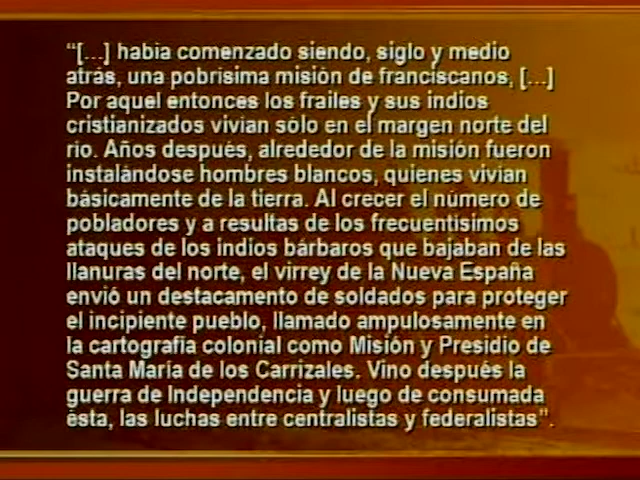 “[...] había comenzado siendo, siglo y medio
atrás, una pobrísima misión de franciscanos, [...]
Por aquel entonces los frailes y sus indios
cristianizados vivían sólo en el margen norte del
río. Años después, alrededor de la misión fueron
instalándose hombres blancos, quienes vivían
básicamente de la tierra. Al crecer el número de
pobladores y a resultas de los frecuentísimos
ataques de los indios bárbaros que bajaban de las
llanuras del norte, el virrey de la Nueva España
envió un destacamento de soldados para proteger
el incipiente pueblo, llamado ampulosamente en
la cartografía colonial como Misión y Presidio de
Santa María de los Carrizales. Vino después la
guerra de Independencia y luego de consumada
ésta, las luchas entre centralistas y federalistas”.